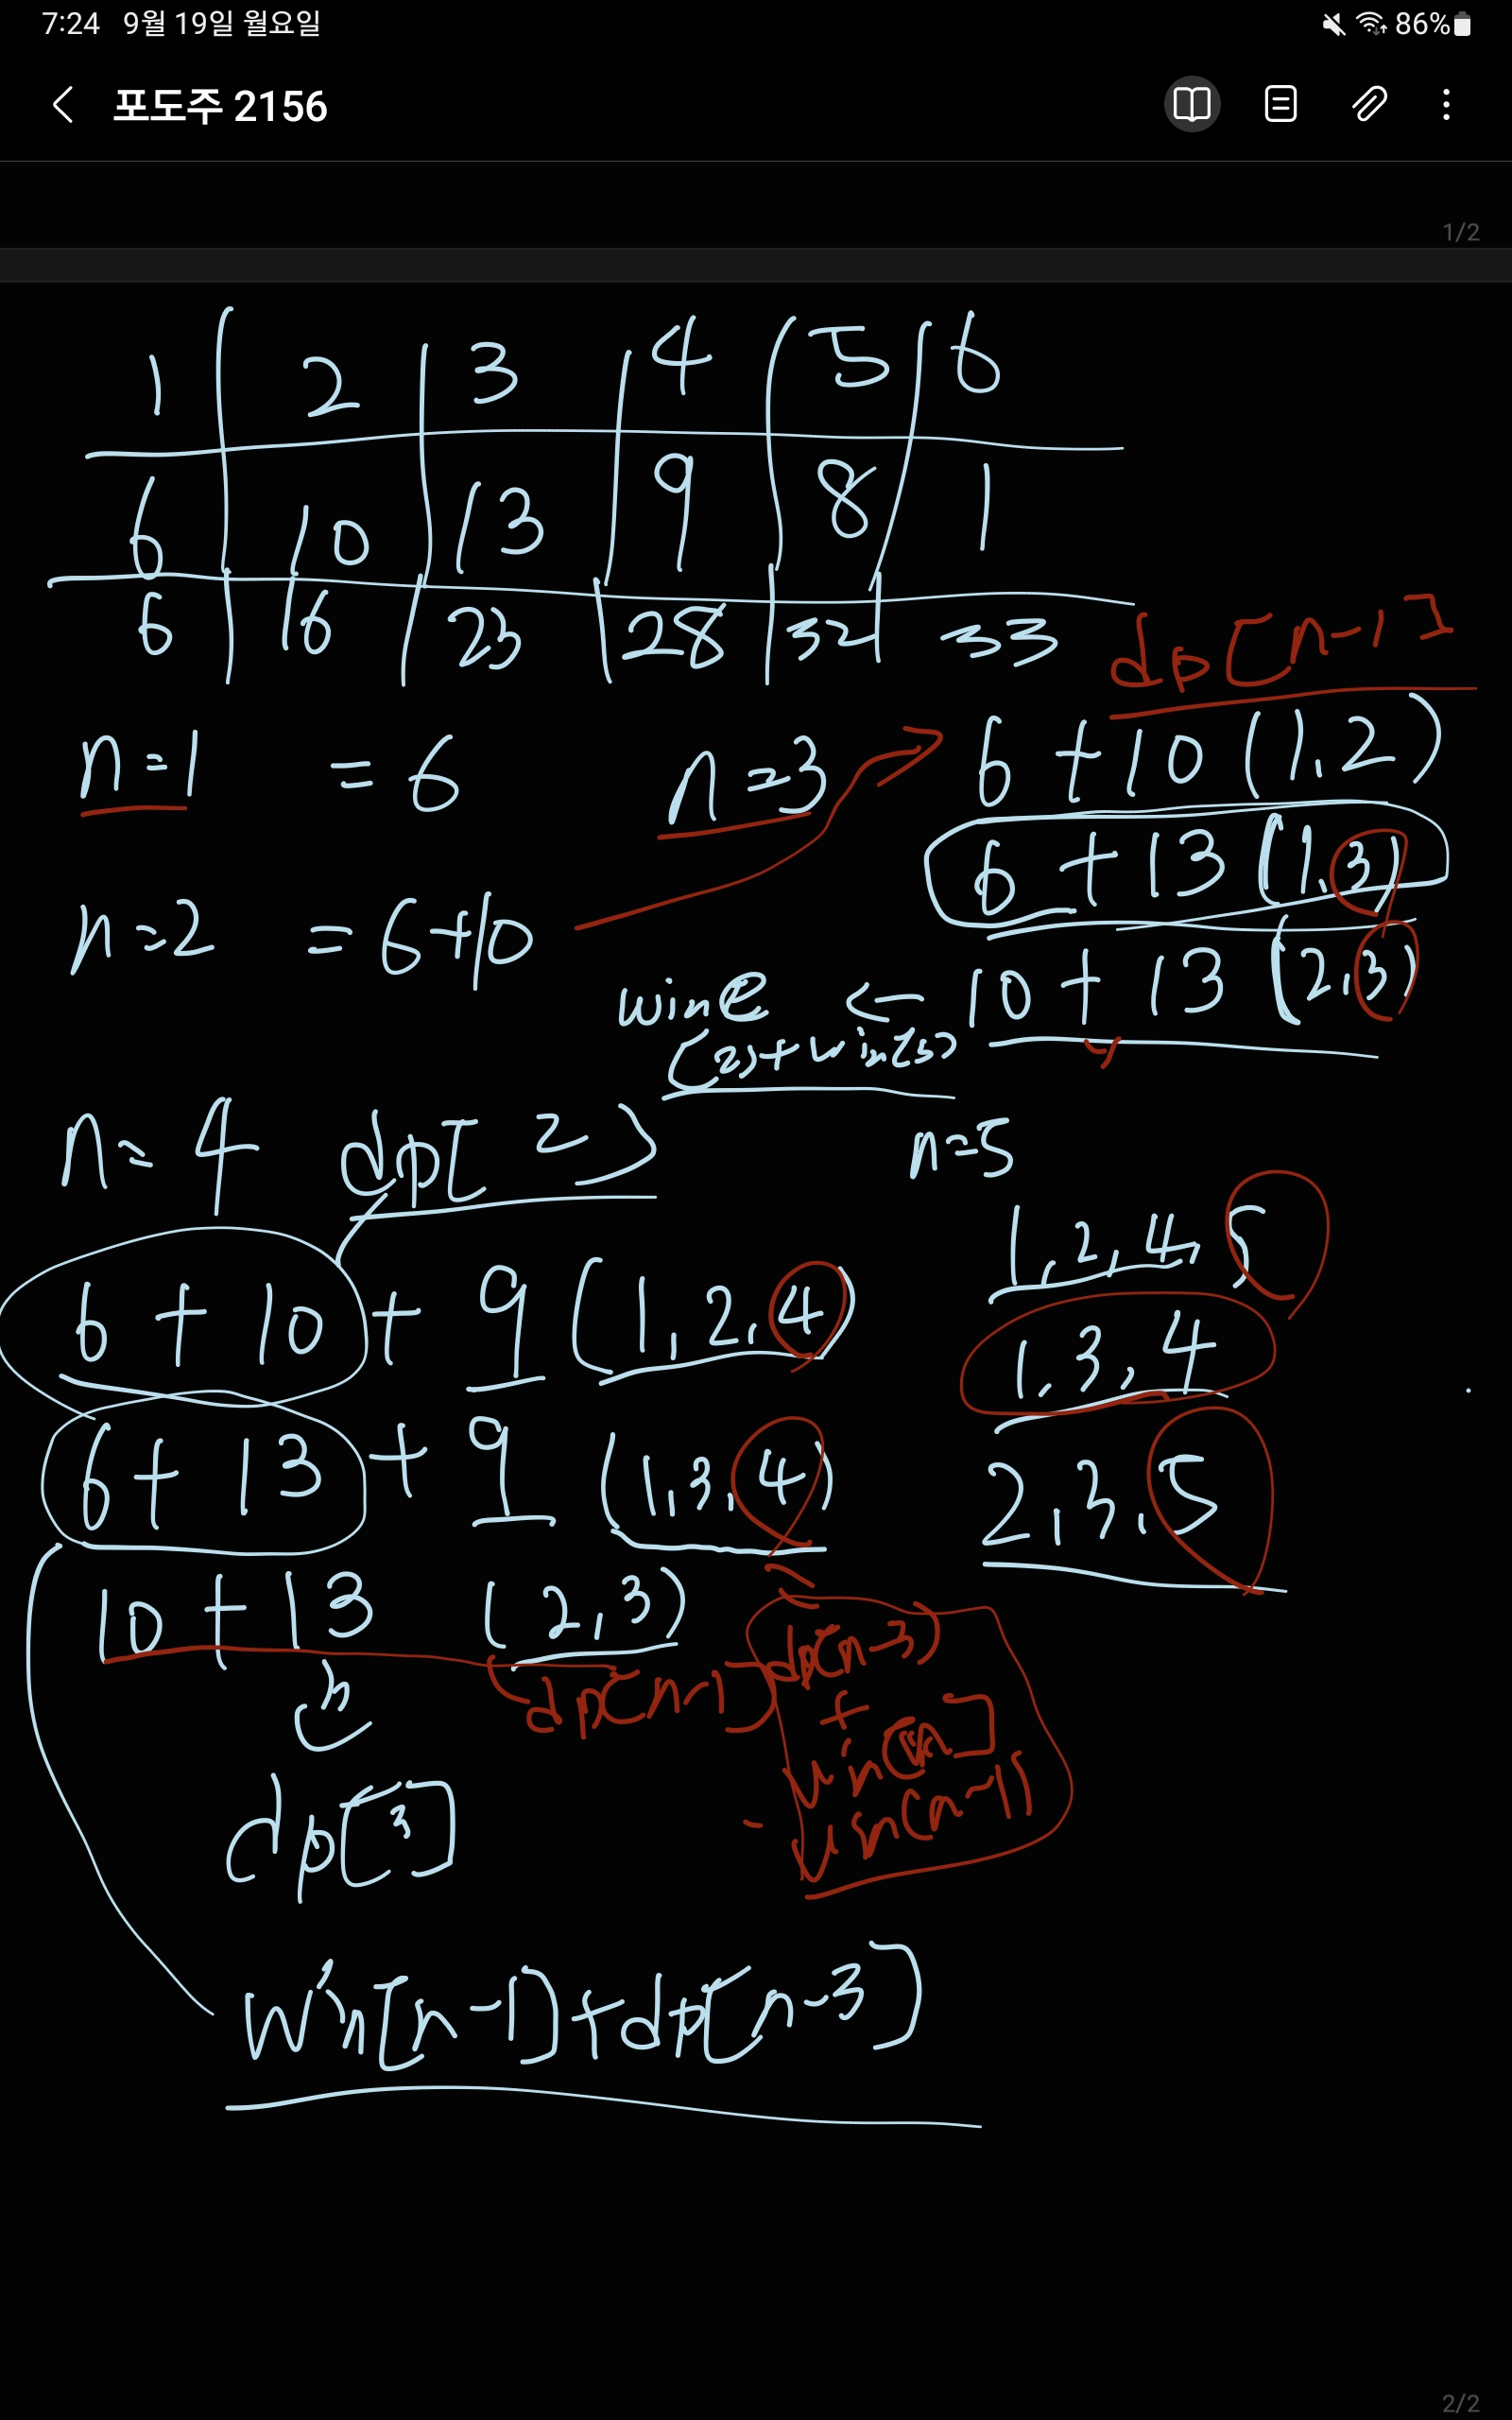 7:24 9월 19일 월요일 86%
포도주 2156
1/2
1 2 3 4 5 6
6 10 13 9 8 1
6 16 23 28 32 33
dp[n-1]
n=1 = 6
n=3
6 + 10 (1,2)
6 + 13 (1,3)
n=2 = 6+10
10 + 13 (2,3)
wine ←
n=4 dp[2]
n=5
6 + 10 + 9 (1,2,4)
1,2,4,5
6 + 13 + 9 (1,3,4)
1,3,4
10 + 13 (2,3)
2,3,5
dp[n-1]
dp[n-3]
+
win[n]
win[n-1]
dp[3]
win[n-1]+dp[n-3]
2/2